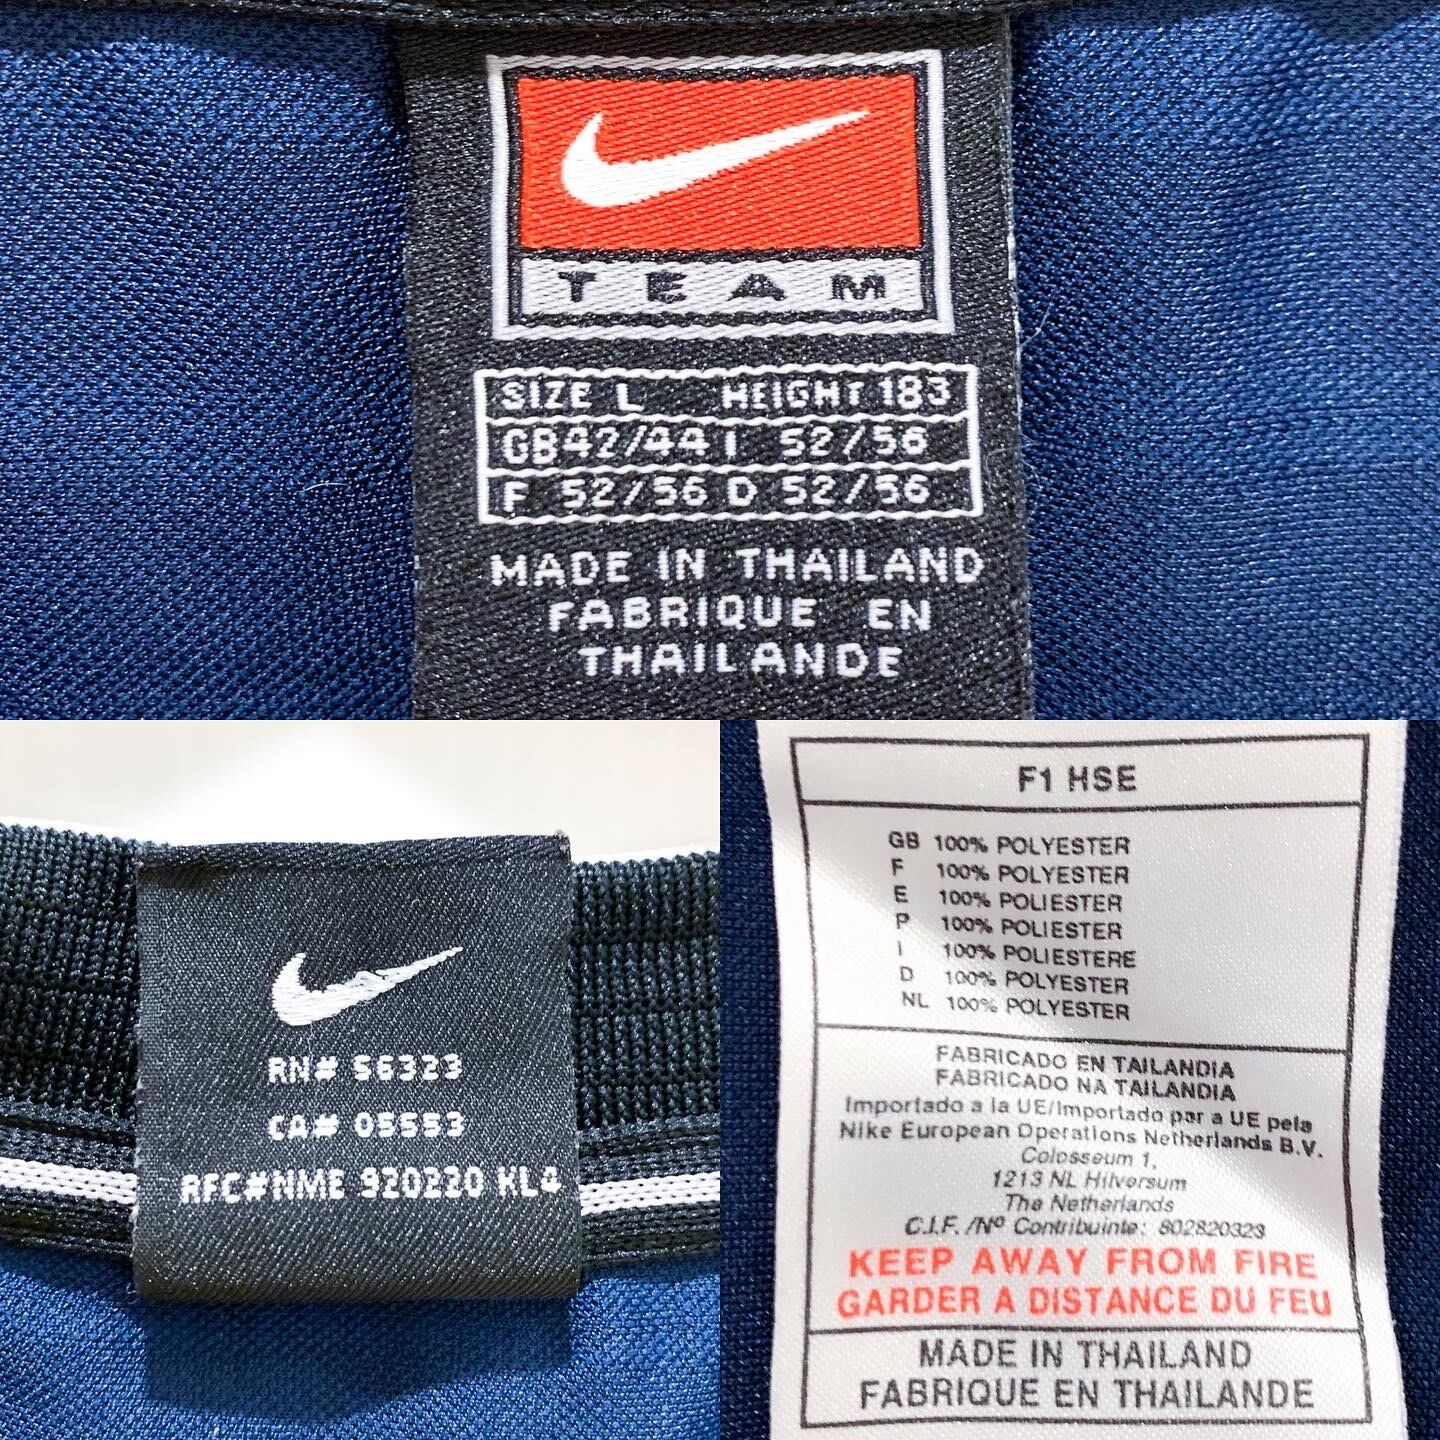 TEAM
SIZE L HEIGHT 183
GB 42/44 I 52/56
F 52/56 D 52/56
MADE IN THAILAND
FABRIQUE EN
THAILANDE
RN# 56323
CA# 05553
RFC#NME 920220 KL4
F1 HSE
GB 100% POLYESTER
F 100% POLYESTER
E 100% POLIESTER
P 100% POLIESTER
I 100% POLIESTERE
D 100% POLYESTER
NL 100% POLYESTER
FABRICADO EN TAILANDIA
FABRICADO NA TAILANDIA
Importado a la UE/Importado por a UE pela
Nike European Operations Netherlands B.V.
Colosseum 1,
1213 NL Hilversum
The Netherlands
C.I.F./Nº Contribuinte: 802820323
KEEP AWAY FROM FIRE
GARDER A DISTANCE DU FEU
MADE IN THAILAND
FABRIQUE EN THAILANDE